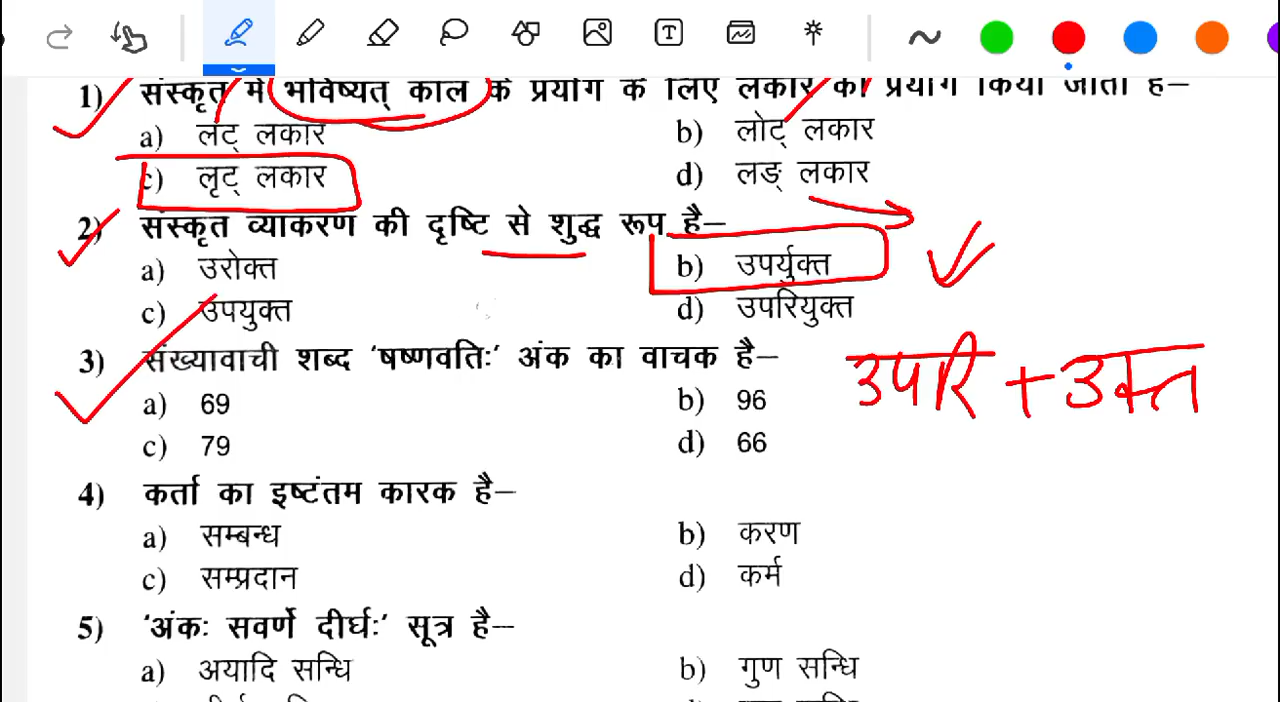 1) संस्कृत में भविष्यत् काल के प्रयोग के लिए लकार का प्रयोग किया जाता है–
a) लट् लकार b) लोट् लकार
c) लृट् लकार d) लङ् लकार
2) संस्कृत व्याकरण की दृष्टि से शुद्ध रूप है–
a) उरोक्त b) उपर्युक्त
c) उपयुक्त d) उपरियुक्त
3) संख्यावाची शब्द 'षष्णवतिः' अंक का वाचक है–
a) 69 b) 96
c) 79 d) 66
उपरि + उक्त
4) कर्ता का इष्टंतम कारक है–
a) सम्बन्ध b) करण
c) सम्प्रदान d) कर्म
5) 'अंकः सवर्णे दीर्घः' सूत्र है–
a) अयादि सन्धि b) गुण सन्धि